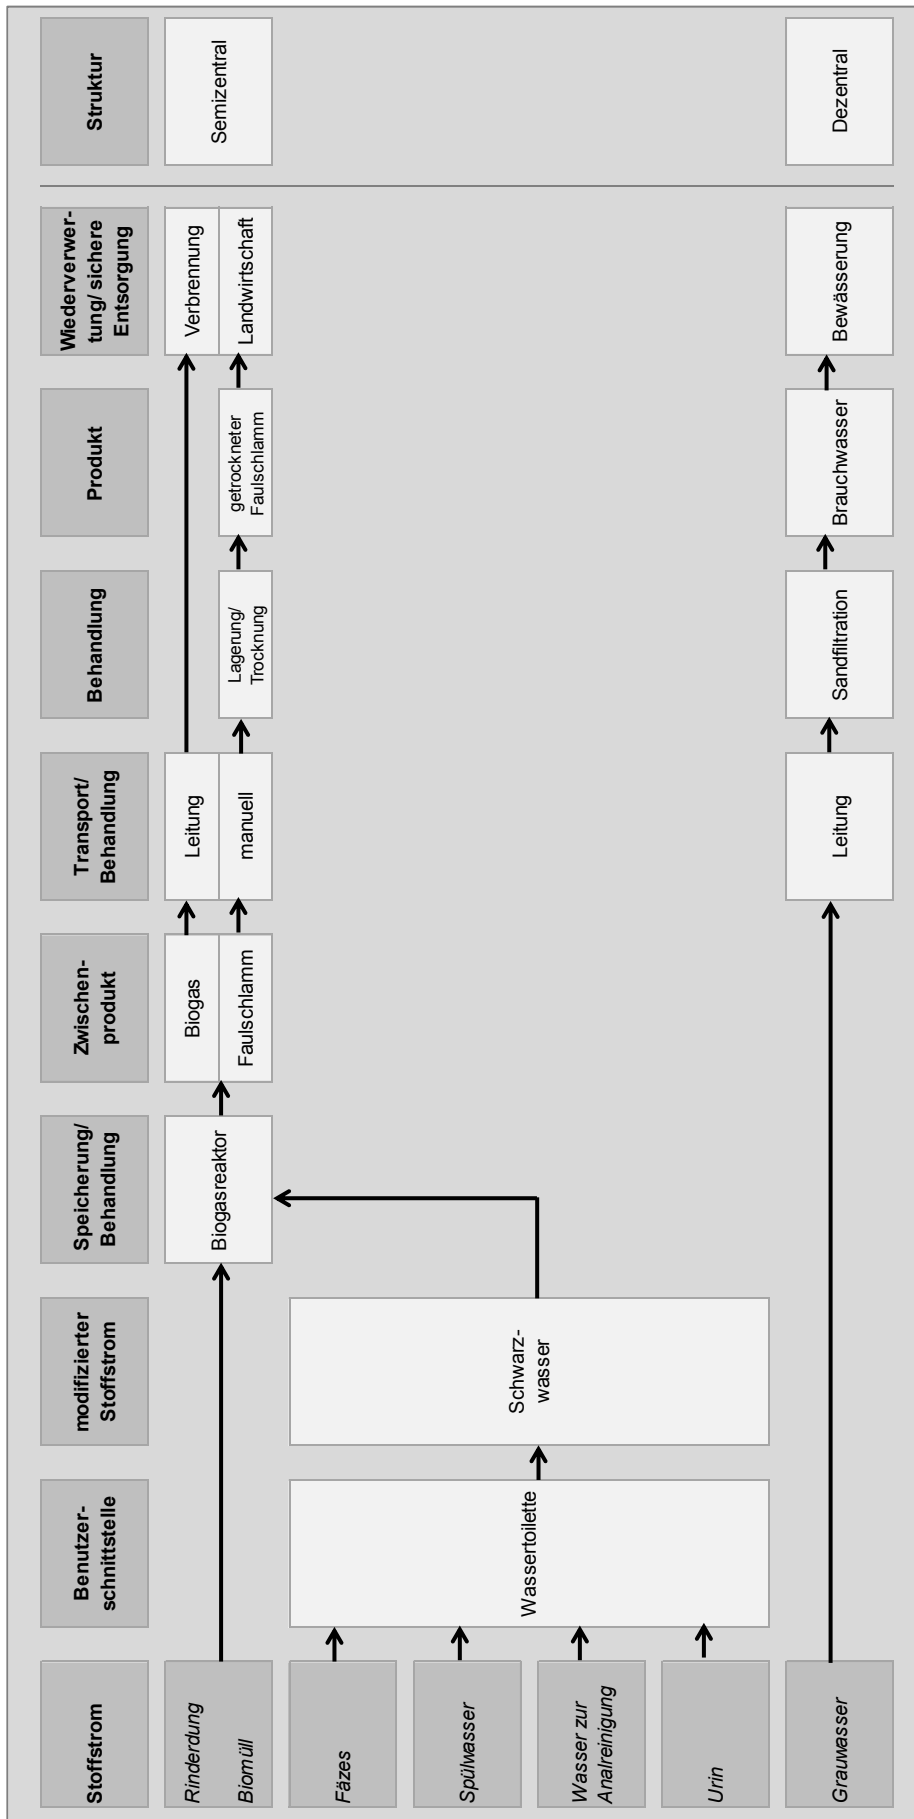 Stoffstrom
Benutzer-
schnittstelle
modifizierter
Stoffstrom
Speicherung/
Behandlung
Zwischen-
produkt
Transport/
Behandlung
Behandlung
Produkt
Wiederverwer-
tung/ sichere
Entsorgung
Struktur
Rinderdung
Biomüll
Biogasreaktor
Biogas
Faulschlamm
Leitung
manuell
Lagerung/
Trocknung
getrockneter
Faulschlamm
Verbrennung
Landwirtschaft
Semizentral
Fäzes
Spülwasser
Wasser zur
Analreinigung
Urin
Wassertoilette
Schwarz-
wasser
Grauwasser
Leitung
Sandfiltration
Brauchwasser
Bewässerung
Dezentral